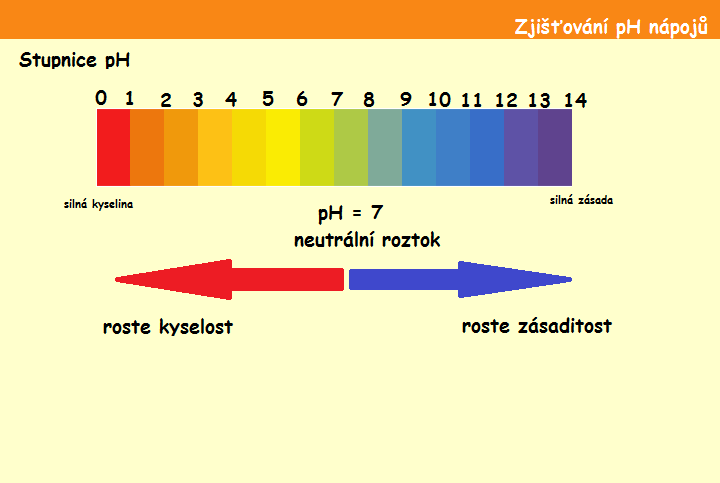 Zjišťování pH nápojů
Stupnice pH
0 1 2 3 4 5 6 7 8 9 10 11 12 13 14
silná kyselina
silná zásada
pH = 7
neutrální roztok
roste kyselost
roste zásaditost